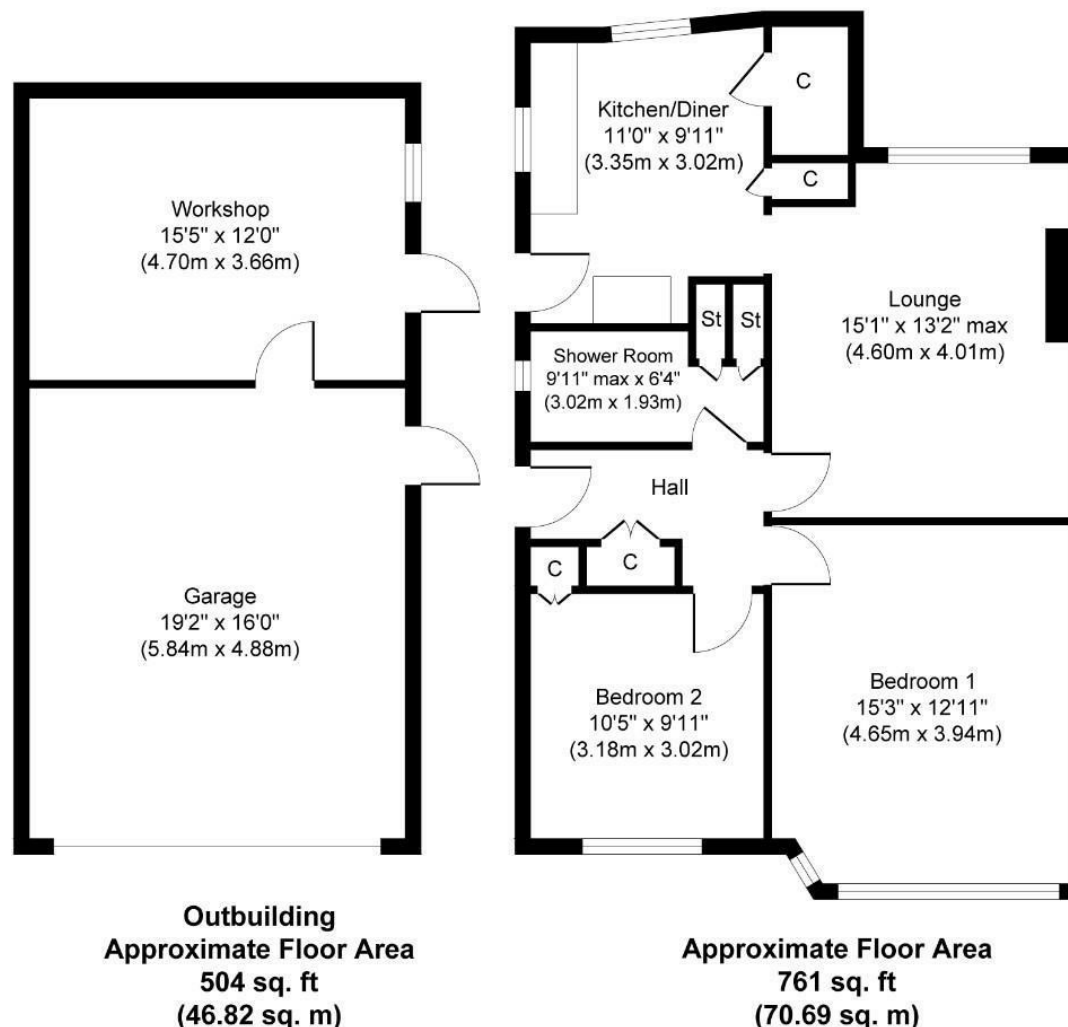 Workshop
15'5" x 12'0"
(4.70m x 3.66m)
Garage
19'2" x 16'0"
(5.84m x 4.88m)
Outbuilding
Approximate Floor Area
504 sq. ft
(46.82 sq. m)
Kitchen/Diner
11'0" x 9'11"
(3.35m x 3.02m)
C
C
Lounge
15'1" x 13'2" max
(4.60m x 4.01m)
St
St
Shower Room
9'11" max x 6'4"
(3.02m x 1.93m)
Hall
C
C
Bedroom 2
10'5" x 9'11"
(3.18m x 3.02m)
Bedroom 1
15'3" x 12'11"
(4.65m x 3.94m)
Approximate Floor Area
761 sq. ft
(70.69 sq. m)